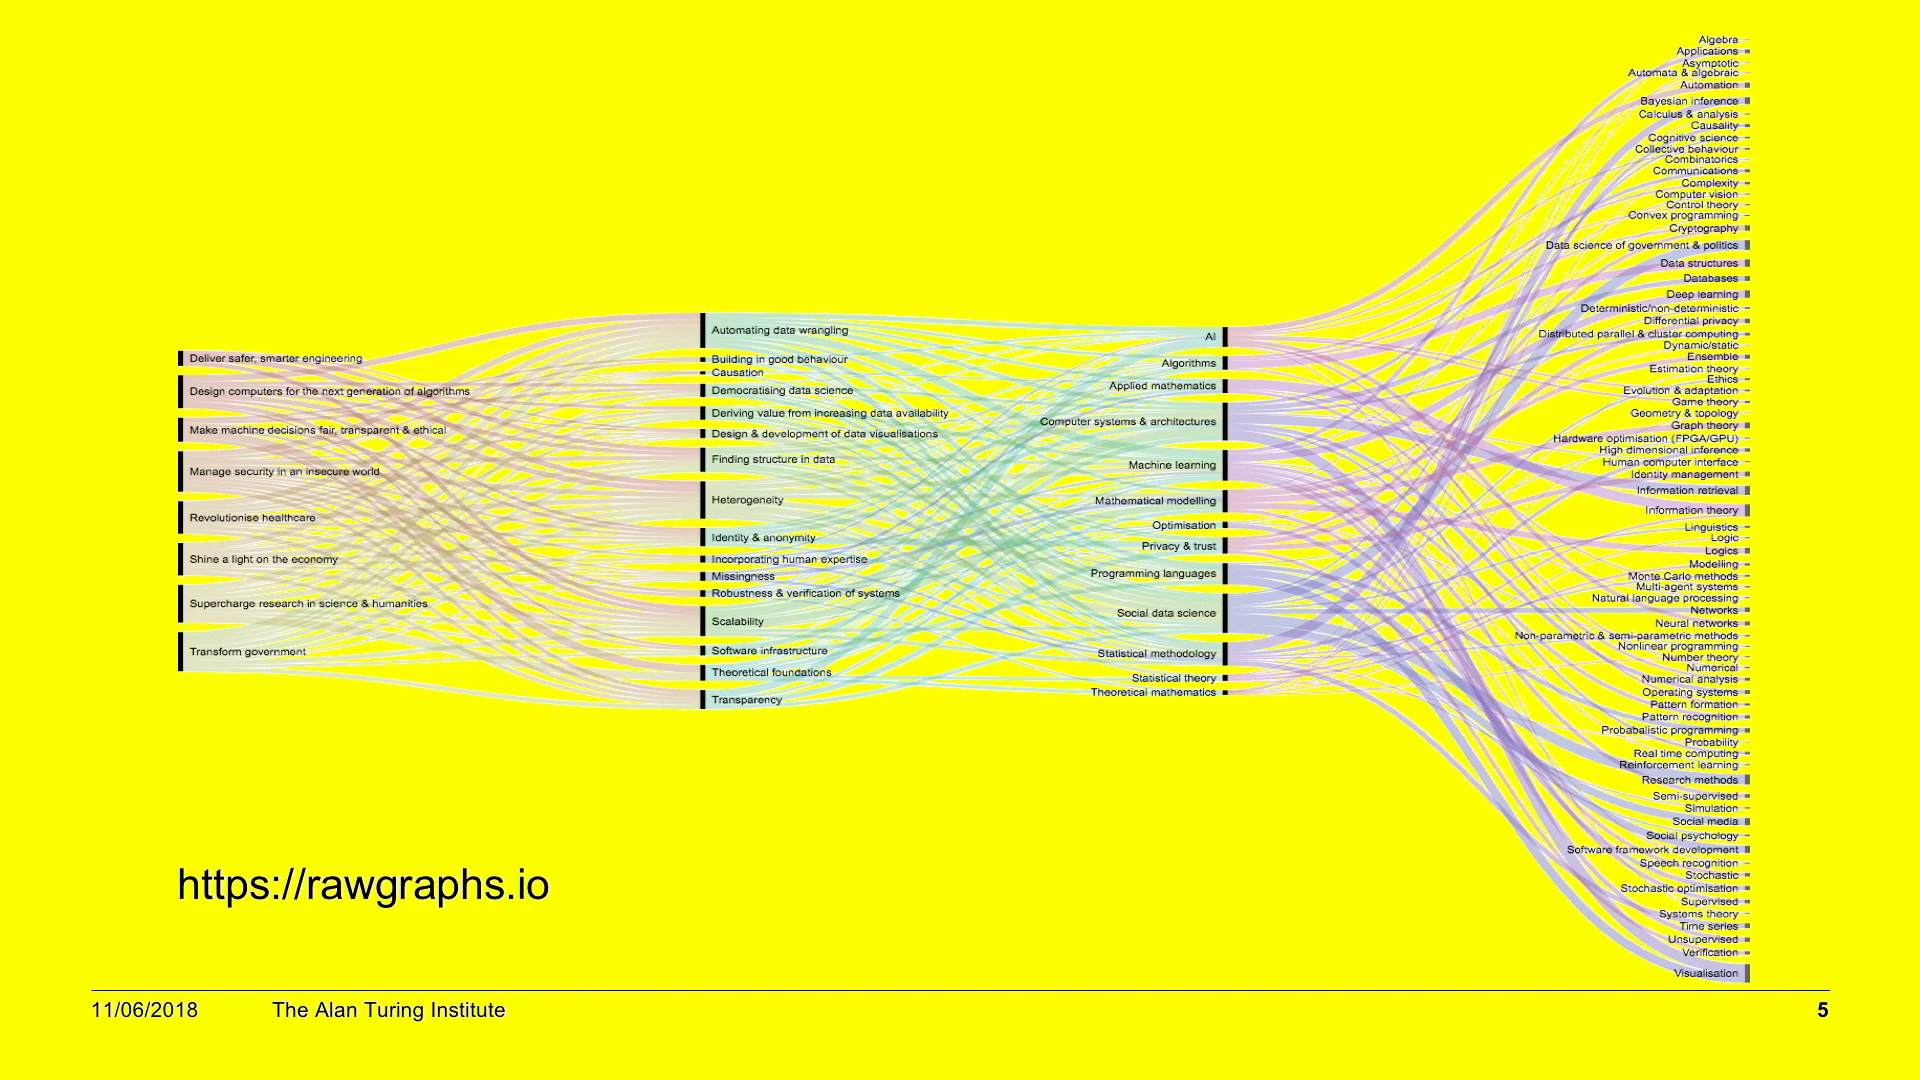 Deliver safer, smarter engineering
Design computers for the next generation of algorithms
Make machine decisions fair, transparent & ethical
Manage security in an insecure world
Revolutionise healthcare
Shine a light on the economy
Supercharge research in science & humanities
Transform government
Automating data wrangling
Building in good behaviour
Causation
Democratising data science
Deriving value from increasing data availability
Design & development of data visualisations
Finding structure in data
Heterogeneity
Identity & anonymity
Incorporating human expertise
Missingness
Robustness & verification of systems
Scalability
Software infrastructure
Theoretical foundations
Transparency
AI
Algorithms
Applied mathematics
Computer systems & architectures
Machine learning
Mathematical modelling
Optimisation
Privacy & trust
Programming languages
Social data science
Statistical methodology
Statistical theory
Theoretical mathematics
Algebra
Applications
Asymptotic
Automata & algebraic
Automation
Bayesian inference
Calculus & analysis
Causality
Cognitive science
Collective behaviour
Combinatorics
Communications
Complexity
Computer vision
Control theory
Convex programming
Cryptography
Data science of government & politics
Data structures
Databases
Deep learning
Deterministic/non-deterministic
Differential privacy
Distributed parallel & cluster computing
Dynamic/static
Ensemble
Estimation theory
Ethics
Evolution & adaptation
Game theory
Geometry & topology
Graph theory
Hardware optimisation (FPGA/GPU)
High dimensional inference
Human computer interface
Identity management
Information retrieval
Information theory
Linguistics
Logic
Logics
Modelling
Monte Carlo methods
Multi-agent systems
Natural language processing
Networks
Neural networks
Non-parametric & semi-parametric methods
Nonlinear programming
Number theory
Numerical
Numerical analysis
Operating systems
Pattern formation
Pattern recognition
Probabalistic programming
Probability
Real time computing
Reinforcement learning
Research methods
Semi-supervised
Simulation
Social media
Social psychology
Software framework development
Speech recognition
Stochastic
Stochastic optimisation
Supervised
Systems theory
Time series
Unsupervised
Verification
Visualisation
https://rawgraphs.io
11/06/2018 The Alan Turing Institute 5